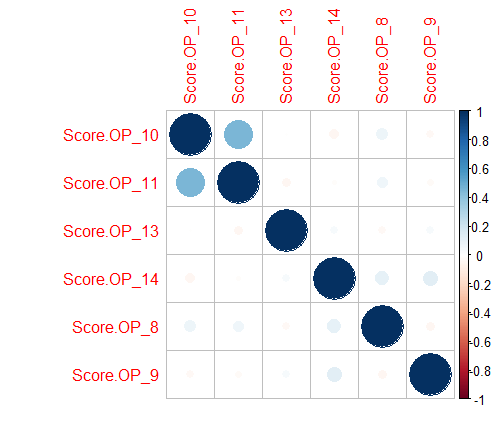 Score.OP_10
Score.OP_11
Score.OP_13
Score.OP_14
Score.OP_8
Score.OP_9
Score.OP_10
Score.OP_11
Score.OP_13
Score.OP_14
Score.OP_8
Score.OP_9
1
0.8
0.6
0.4
0.2
0
-0.2
-0.4
-0.6
-0.8
-1